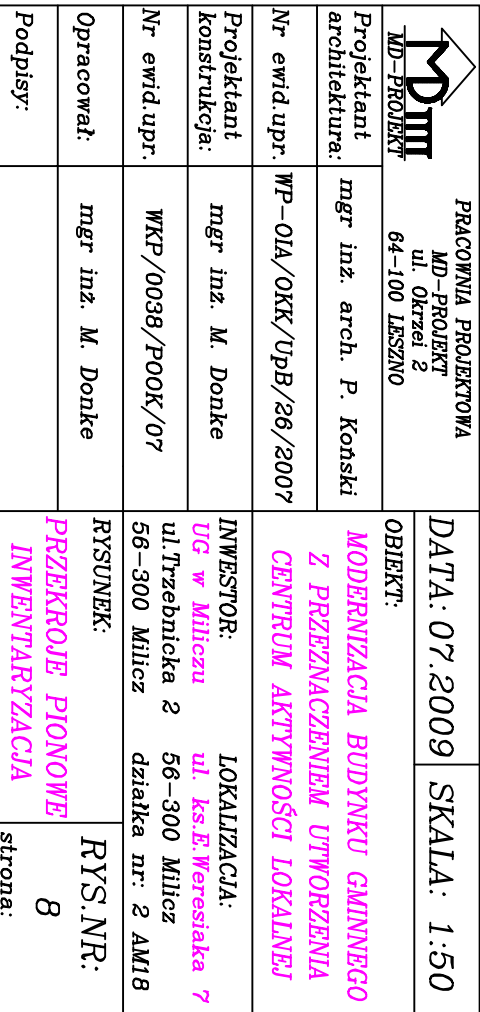 MD
MD-PROJEKT
PRACOWNIA PROJEKTOWA
MD-PROJEKT
ul. Okrzei 2
64-100 LESZNO
DATA: 07.2009
SKALA: 1:50
Projektant
architektura:
mgr inż. arch. P. Koński
Nr ewid.upr.
WP-OIA/OKK/UpB/26/2007
Projektant
konstrukcja:
mgr inż. M. Donke
Nr ewid.upr.
WKP/0038/POOK/07
Opracował:
mgr inż. M. Donke
Podpisy:
OBIEKT:
MODERNIZACJA BUDYNKU GMINNEGO
Z PRZEZNACZENIEM UTWORZENIA
CENTRUM AKTYWNOŚCI LOKALNEJ
INWESTOR:
UG w Miliczu
ul.Trzebnicka 2
56-300 Milicz
LOKALIZACJA:
ul. ks.E.Weresiaka 7
56-300 Milicz
działka nr: 2 AM18
RYSUNEK:
PRZEKROJE PIONOWE
INWENTARYZACJA
RYS.NR:
8
strona: